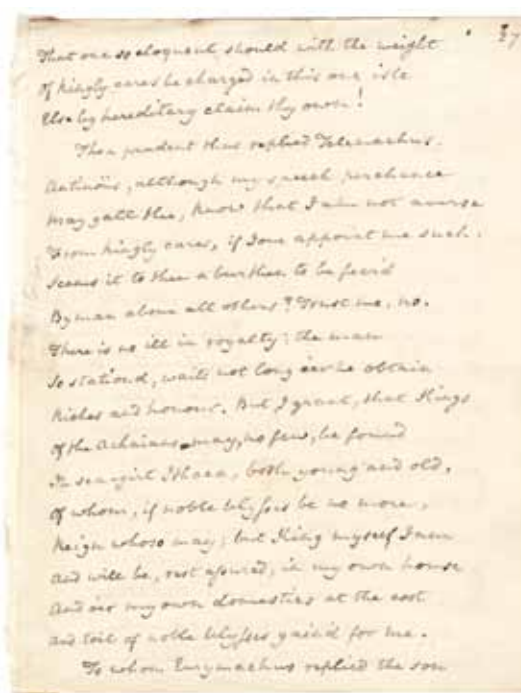 37
That one so eloquent should with the weight
Of kingly cares be charged in this our isle
Else by hereditary claim thy own!
Then prudent thus replied Telemachus.
Antinoüs, although my speech perchance
May gall thee, know that I am not averse
From kingly cares, if Jove appoint me such.
Seems it to thee a burthen to be fear'd
By man above all others? Trust me, no.
There is no ill in royalty; the man
So station'd, waits not long e'er he obtain
Riches and honour. But I grant, that Kings
Of the Achaians may, no few, be found
In sea-girt Ithaca, both young and old,
Of whom, if noble Ulysses be no more,
Reign whoso may; but King myself I am
And will be, rest assured, in my own house
And o'er my own domestics at the cost
And toil of noble Ulysses gain'd for me.
To whom Eurymachus replied the son